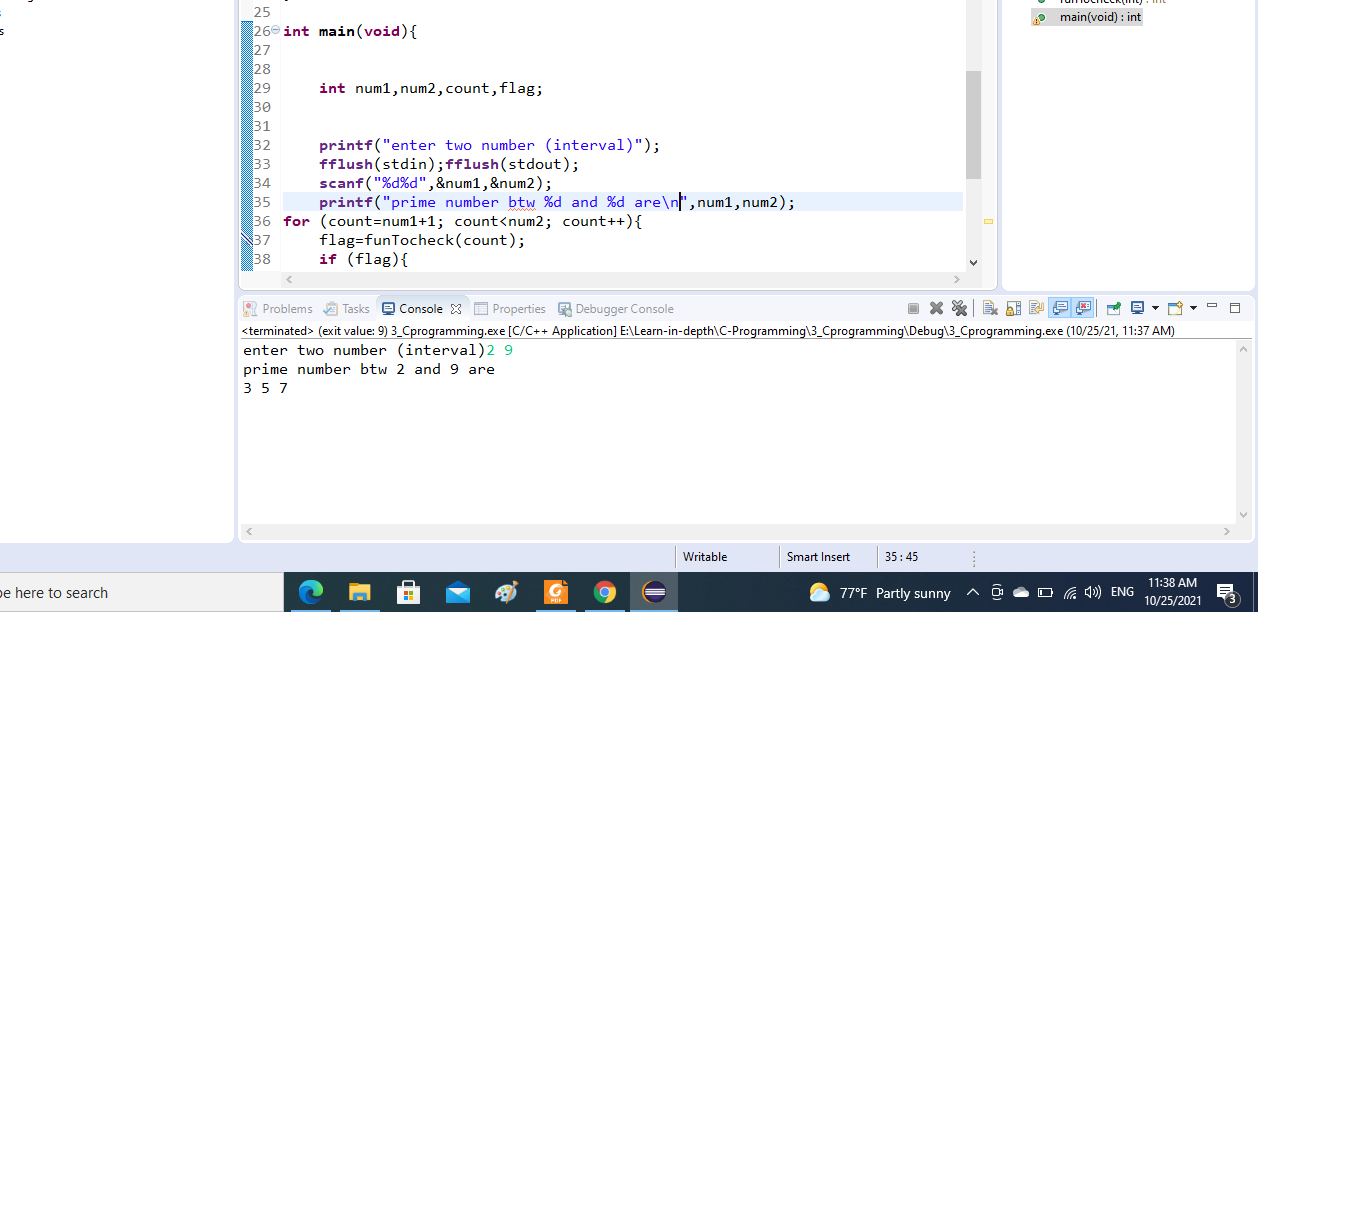 main(void) : int
25
26 int main(void){
27
28
29 int num1,num2,count,flag;
30
31
32 printf("enter two number (interval)");
33 fflush(stdin);fflush(stdout);
34 scanf("%d%d",&num1,&num2);
35 printf("prime number btw %d and %d are\n",num1,num2);
36 for (count=num1+1; count<num2; count++){
37 flag=funTocheck(count);
38 if (flag){
Problems Tasks Console Properties Debugger Console
<terminated> (exit value: 9) 3_Cprogramming.exe [C/C++ Application] E:\Learn-in-depth\C-Programming\3_Cprogramming\Debug\3_Cprogramming.exe (10/25/21, 11:37 AM)
enter two number (interval)2 9
prime number btw 2 and 9 are
3 5 7
Writable Smart Insert 35 : 45
here to search
77°F Partly sunny ENG 11:38 AM
10/25/2021 3